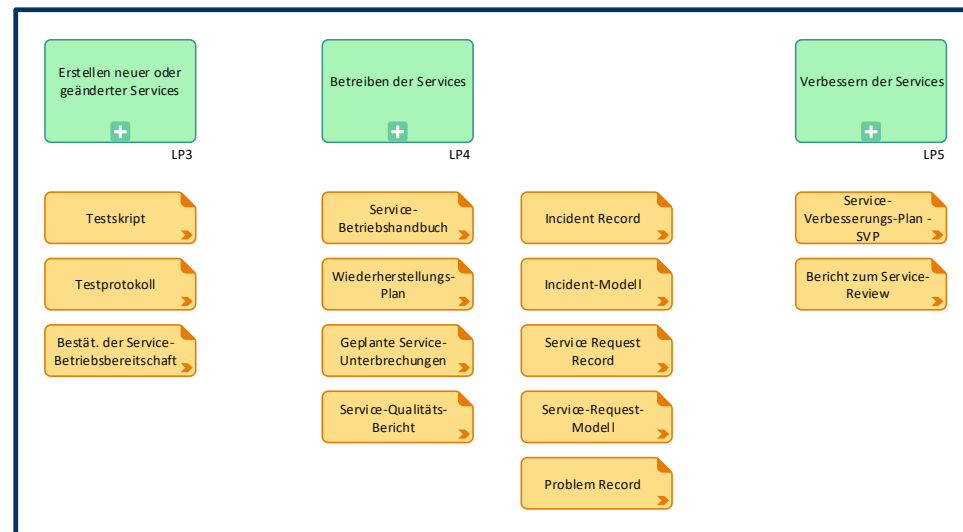 Erstellen neuer oder
geänderter Services
LP3
Betreiben der Services
LP4
Verbessern der Services
LP5
Testskript
Testprotokoll
Bestät. der Service-
Betriebsbereitschaft
Service-
Betriebshandbuch
Wiederherstellungs-
Plan
Geplante Service-
Unterbrechungen
Service-Qualitäts-
Bericht
Incident Record
Incident-Modell
Service Request
Record
Service-Request-
Modell
Problem Record
Service-
Verbesserungs-Plan -
SVP
Bericht zum Service-
Review